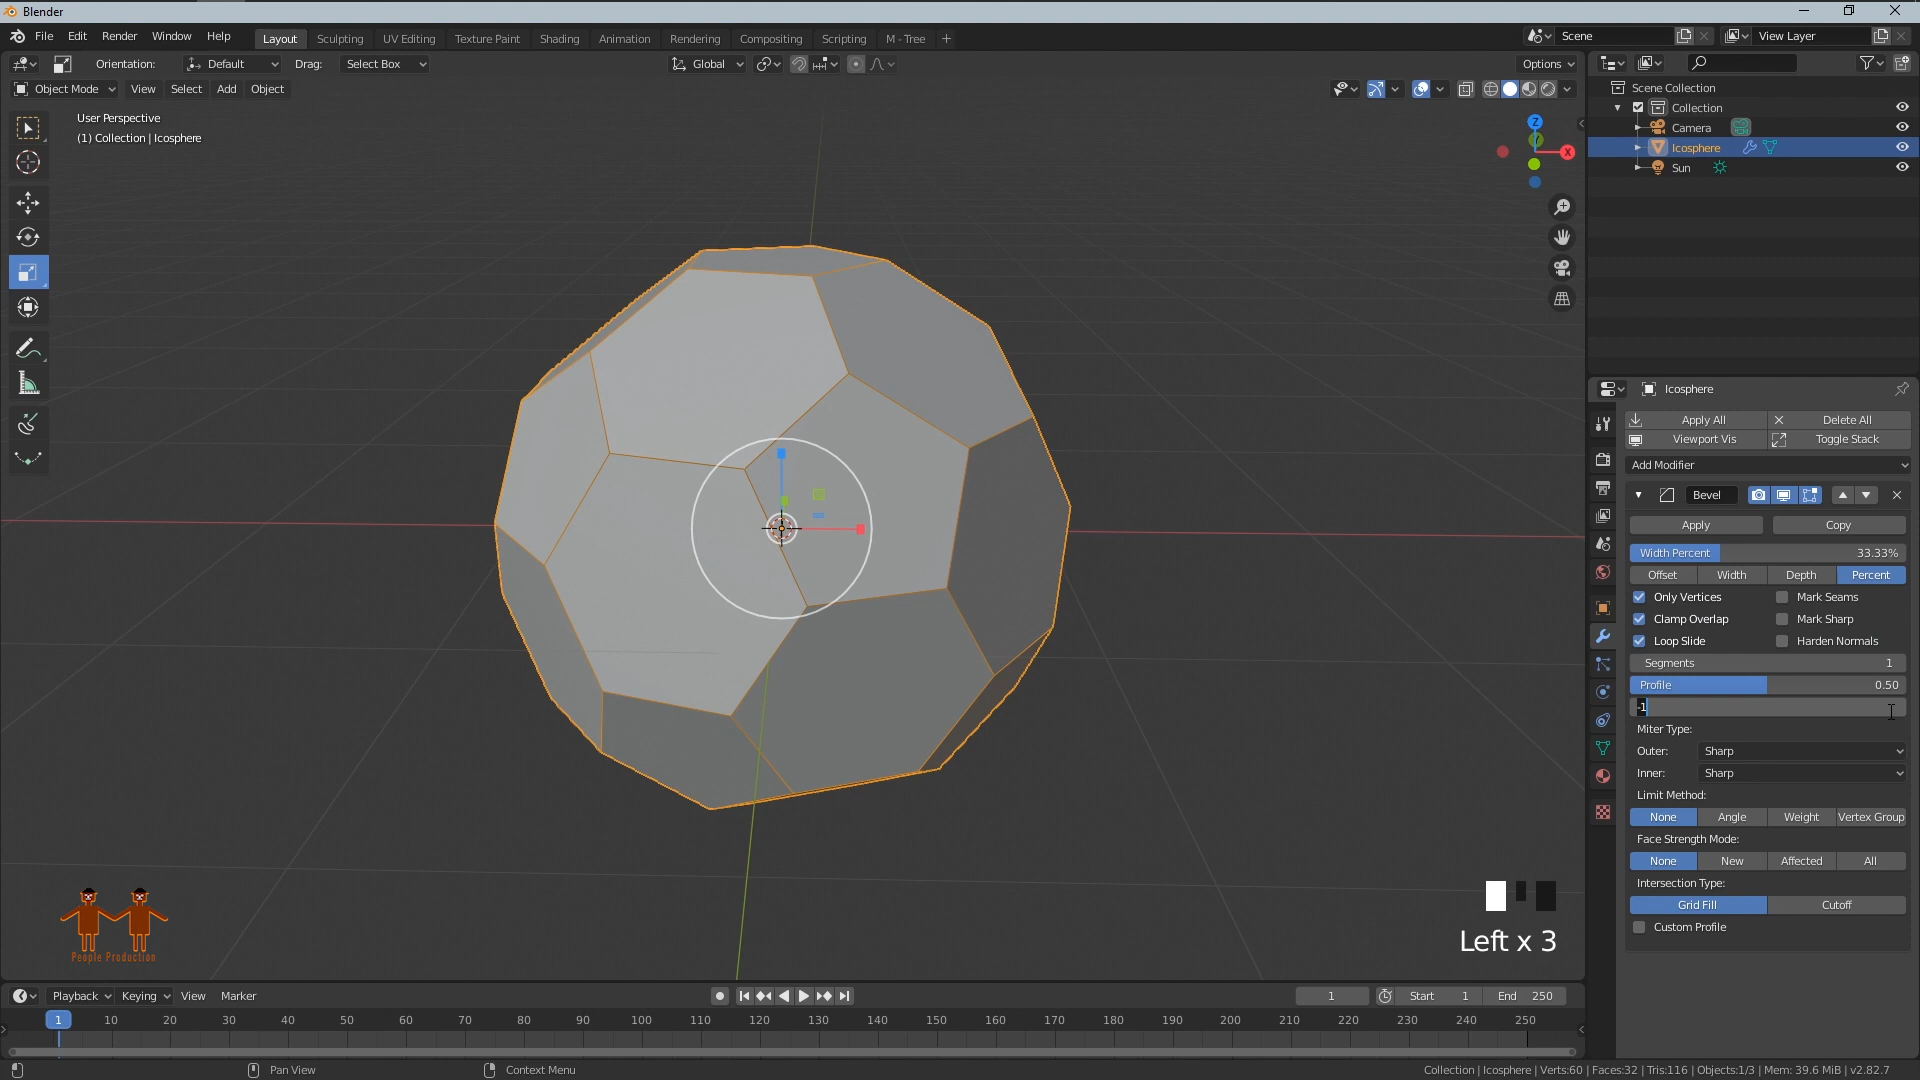 Blender
File Edit Render Window Help Layout Sculpting UV Editing Texture Paint Shading Animation Rendering Compositing Scripting M - Tree + Scene View Layer
Orientation: Default Drag: Select Box Global Options
Object Mode View Select Add Object
User Perspective
(1) Collection | Icosphere
Z
X
Scene Collection
Collection
Camera
Icosphere
Sun
Icosphere
Apply All Delete All
Viewport Vis Toggle Stack
Add Modifier
Bevel
Apply Copy
Width Percent 33.33%
Offset Width Depth Percent
Only Vertices Mark Seams
Clamp Overlap Mark Sharp
Loop Slide Harden Normals
Segments 1
Profile 0.50
-1
Miter Type:
Outer: Sharp
Inner: Sharp
Limit Method:
None Angle Weight Vertex Group
Face Strength Mode:
None New Affected All
Intersection Type:
Grid Fill Cutoff
Custom Profile
People Production
Left x 3
Playback Keying View Marker 1 Start 1 End 250
1 10 20 30 40 50 60 70 80 90 100 110 120 130 140 150 160 170 180 190 200 210 220 230 240 250
Pan View Context Menu Collection | Icosphere | Verts:60 | Faces:32 | Tris:116 | Objects:1/3 | Mem: 39.6 MiB | v2.82.7